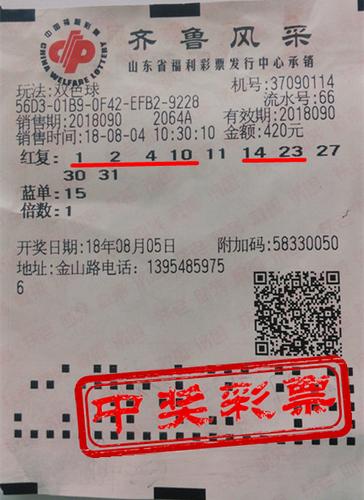 中国福利彩票
CHINA WELFARE LOTTERY
齐鲁风采
山东省福利彩票发行中心承销
玩法：双色球 机号：37090114
56D3-01B9-0F42-EFB2-9228 流水号：66
销售期：2018090 2064A 有效期：2018090
销售时间：18-08-04 10:30:10 金额：420元
红复： 1 2 4 10 11 14 23 27
30 31
蓝单：15
倍数：1
开奖日期：18年08月05日 附加码：58330050
地址：金山路电话：1395485975
6
中奖彩票